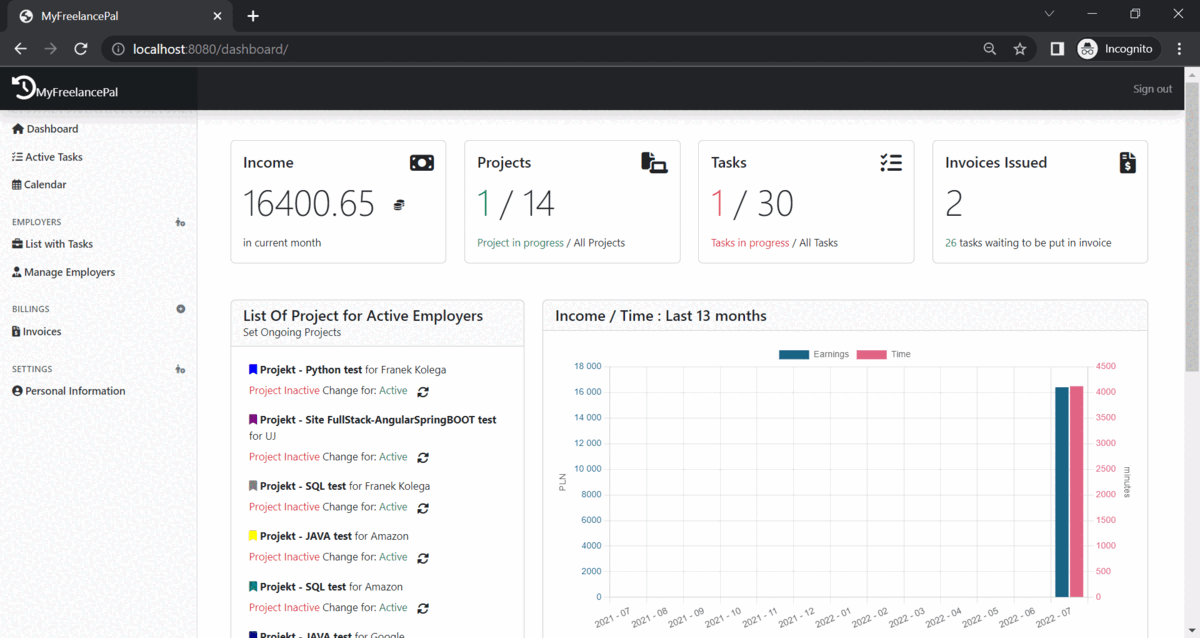 MyFreelancePal
localhost:8080/dashboard/
Incognito
MyFreelancePal
Sign out
Dashboard
Active Tasks
Calendar
EMPLOYERS
List with Tasks
Manage Employers
BILLINGS
Invoices
SETTINGS
Personal Information
Income
16400.65
in current month
Projects
1 / 14
Project in progress / All Projects
Tasks
1 / 30
Tasks in progress / All Tasks
Invoices Issued
2
26 tasks waiting to be put in invoice
List Of Project for Active Employers
Set Ongoing Projects
Projekt - Python test for Franek Kolega
Project Inactive Change for: Active
Projekt - Site FullStack-AngularSpringBOOT test
for UJ
Project Inactive Change for: Active
Projekt - SQL test for Franek Kolega
Project Inactive Change for: Active
Projekt - JAVA test for Amazon
Project Inactive Change for: Active
Projekt - SQL test for Amazon
Project Inactive Change for: Active
Projekt - JAVA test for Google
Income / Time : Last 13 months
Earnings Time
18 000 4500
16 000 4000
14 000 3500
12 000 3000
10 000 2500
8000 2000
6000 1500
4000 1000
2000 500
0 0
PLN
minutes
2021 - 07 2021 - 08 2021 - 09 2021 - 10 2021 - 11 2021 - 12 2022 - 01 2022 - 02 2022 - 03 2022 - 04 2022 - 05 2022 - 06 2022 - 07